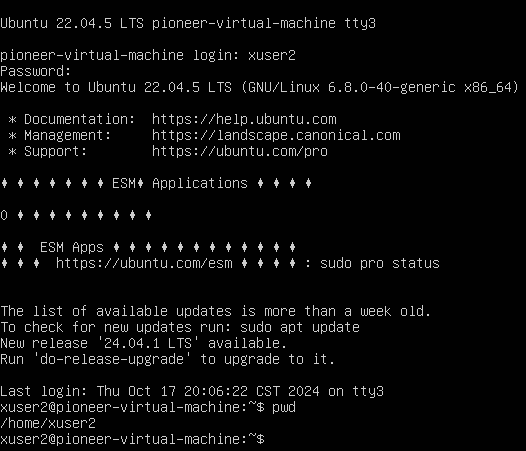 Ubuntu 22.04.5 LTS pioneer-virtual-machine tty3
pioneer-virtual-machine login: xuser2
Password:
Welcome to Ubuntu 22.04.5 LTS (GNU/Linux 6.8.0-40-generic x86_64)
* Documentation:  https://help.ubuntu.com
* Management:     https://landscape.canonical.com
* Support:        https://ubuntu.com/pro
♦ ♦ ♦ ♦ ♦ ♦ ♦ ESM♦ Applications ♦ ♦ ♦ ♦
0 ♦ ♦ ♦ ♦ ♦ ♦ ♦ ♦ ♦
♦ ♦  ESM Apps ♦ ♦ ♦ ♦ ♦ ♦ ♦ ♦ ♦ ♦ ♦ ♦
♦ ♦ ♦  https://ubuntu.com/esm ♦ ♦ ♦ ♦ : sudo pro status
The list of available updates is more than a week old.
To check for new updates run: sudo apt update
New release '24.04.1 LTS' available.
Run 'do-release-upgrade' to upgrade to it.
Last login: Thu Oct 17 20:06:22 CST 2024 on tty3
xuser2@pioneer-virtual-machine:~$ pwd
/home/xuser2
xuser2@pioneer-virtual-machine:~$